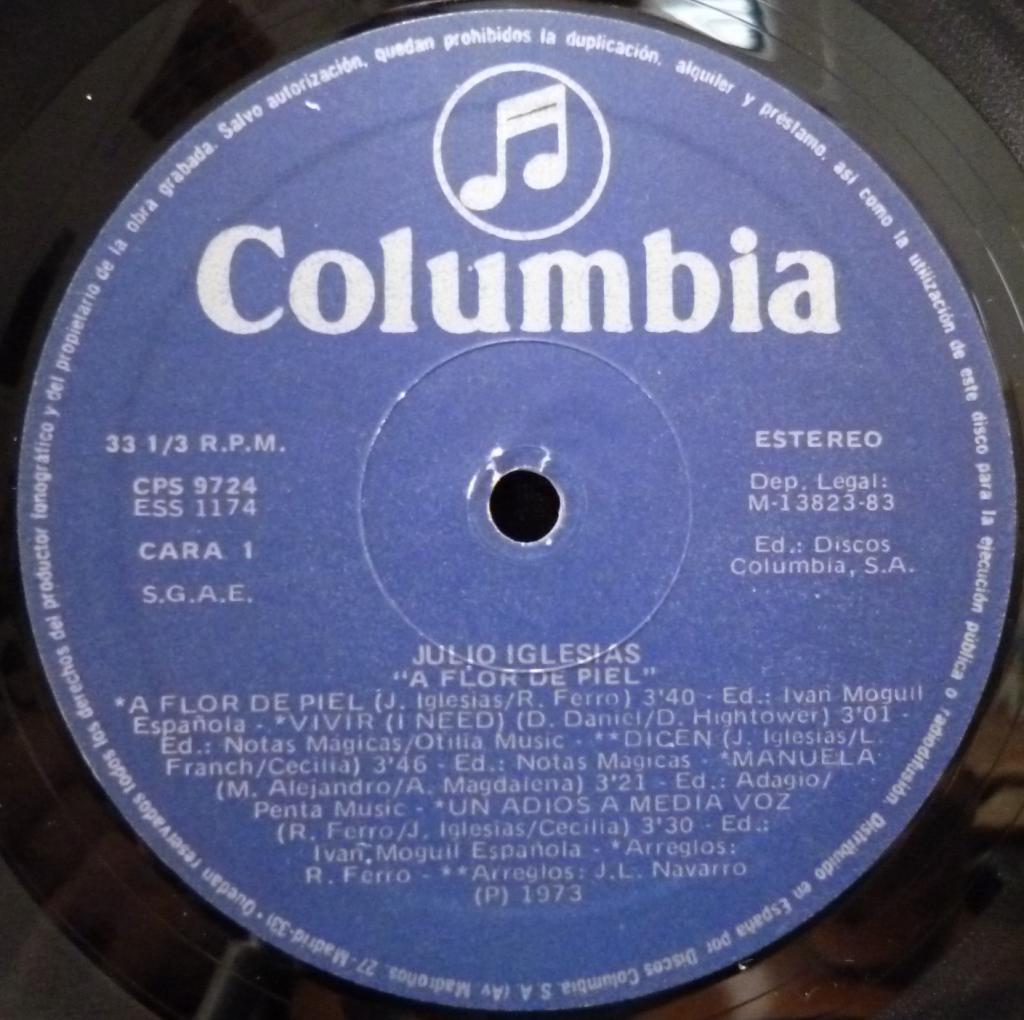 Quedan reservados todos los derechos del productor fonográfico y del propietario de la obra grabada. Salvo autorización, quedan prohibidos la duplicación, alquiler y préstamo, así como la utilización de este disco para la ejecución pública o radiodifusión. Distribuido en España por Discos Columbia, S. A. (Av. Madroños, 27 - Madrid-33) •
Columbia
33 1/3 R.P.M.
CPS 9724
ESS 1174
CARA 1
S.G.A.E.
ESTEREO
Dep. Legal:
M-13823-83
Ed.: Discos
Columbia, S.A.
JULIO IGLESIAS
“A FLOR DE PIEL”
*A FLOR DE PIEL (J. Iglesias/R. Ferro) 3'40 - Ed.: Ivan Mogull
Española - *VIVIR (I NEED) (D. Daniel/D. Hightower) 3'01 -
Ed.: Notas Mágicas/Otilia Music - **DICEN (J. Iglesias/L.
Franch/Cecilia) 3'46 - Ed.: Notas Magicas - *MANUELA
(M. Alejandro/A. Magdalena) 3'21 - Ed.: Adagio/
Penta Music - *UN ADIOS A MEDIA VOZ
(R. Ferro/J. Iglesias/Cecilia) 3'30 - Ed.:
Ivan Mogull Española - *Arreglos:
R. Ferro - **Arreglos: J.L. Navarro
(P) 1973